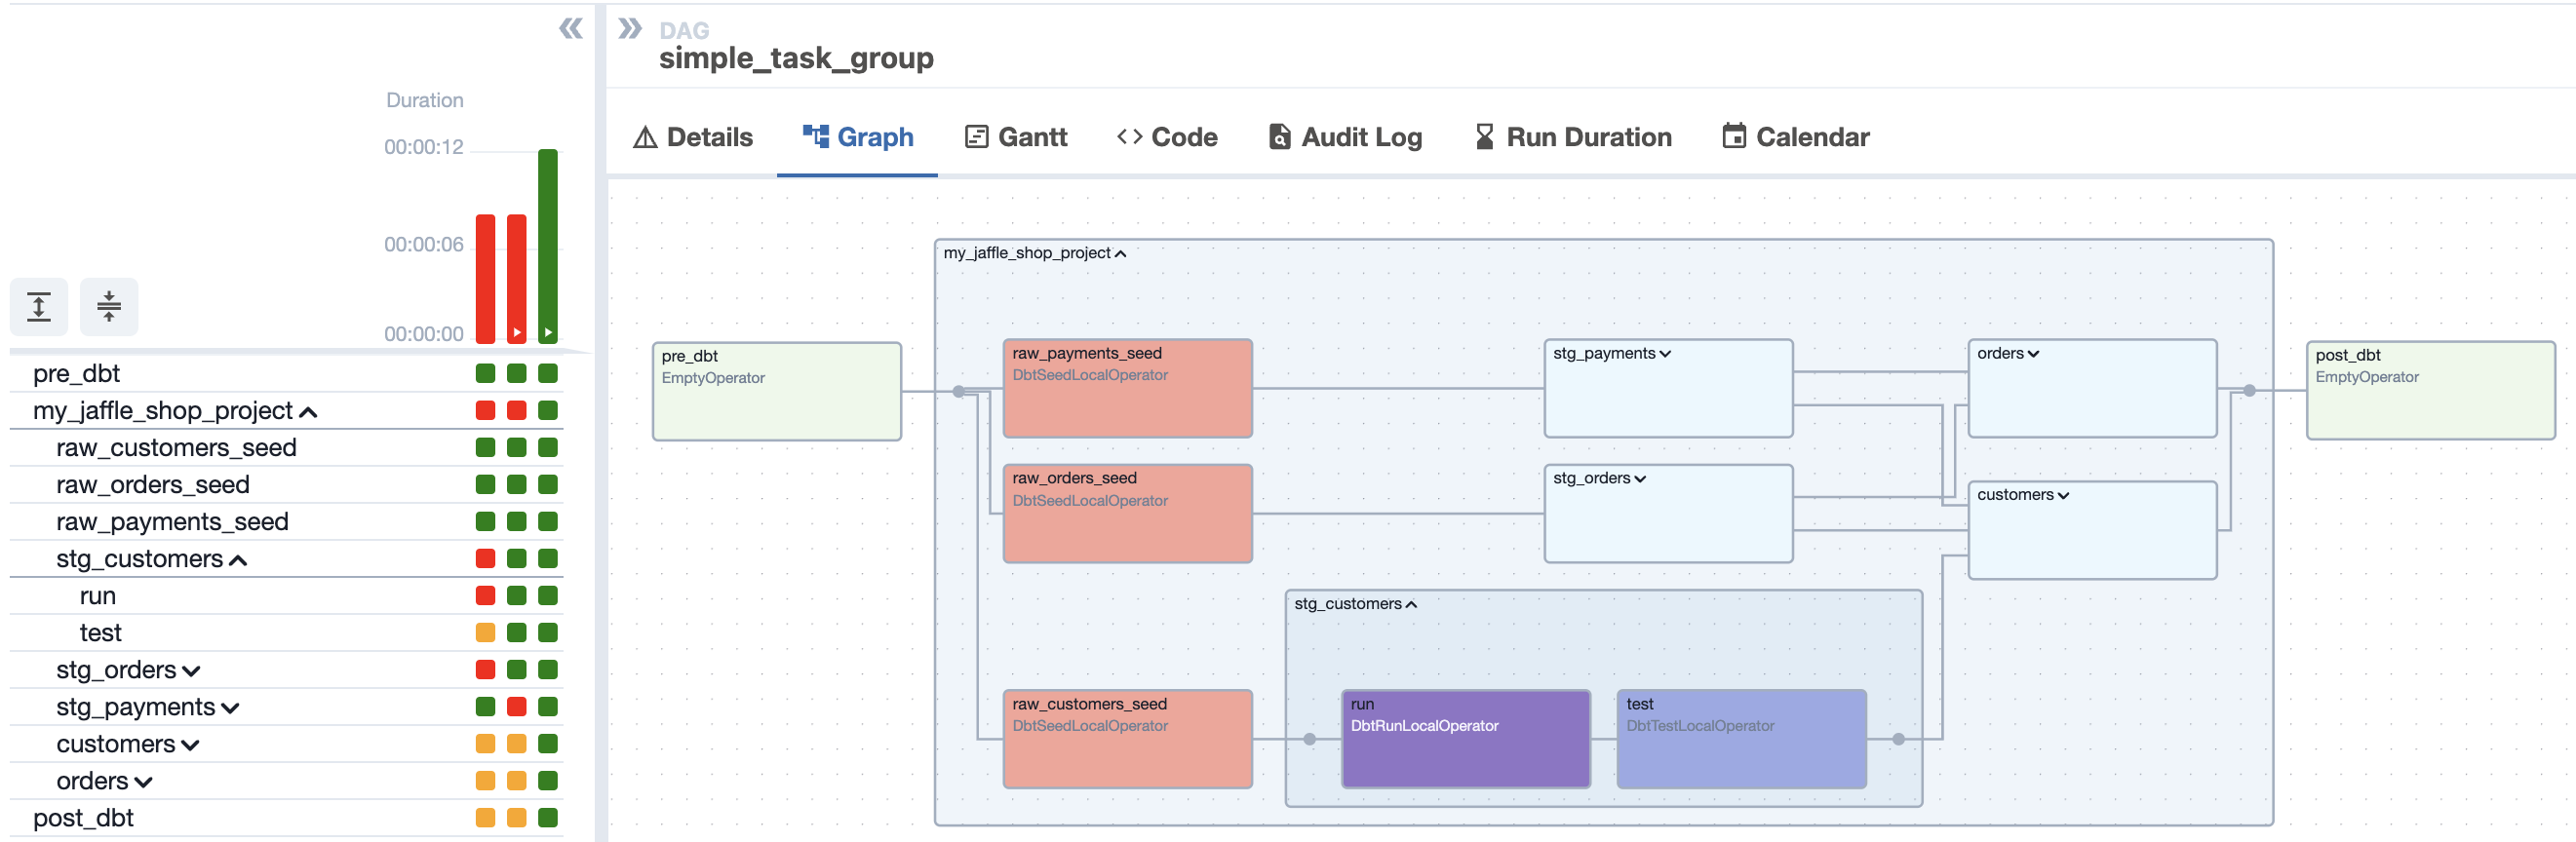 Duration
00:00:12
00:00:06
00:00:00
pre_dbt
my_jaffle_shop_project
raw_customers_seed
raw_orders_seed
raw_payments_seed
stg_customers
run
test
stg_orders
stg_payments
customers
orders
post_dbt
DAG
simple_task_group
Details Graph Gantt Code Audit Log Run Duration Calendar
my_jaffle_shop_project
pre_dbt
EmptyOperator
raw_payments_seed
DbtSeedLocalOperator
stg_payments
orders
post_dbt
EmptyOperator
raw_orders_seed
DbtSeedLocalOperator
stg_orders
customers
stg_customers
raw_customers_seed
DbtSeedLocalOperator
run
DbtRunLocalOperator
test
DbtTestLocalOperator